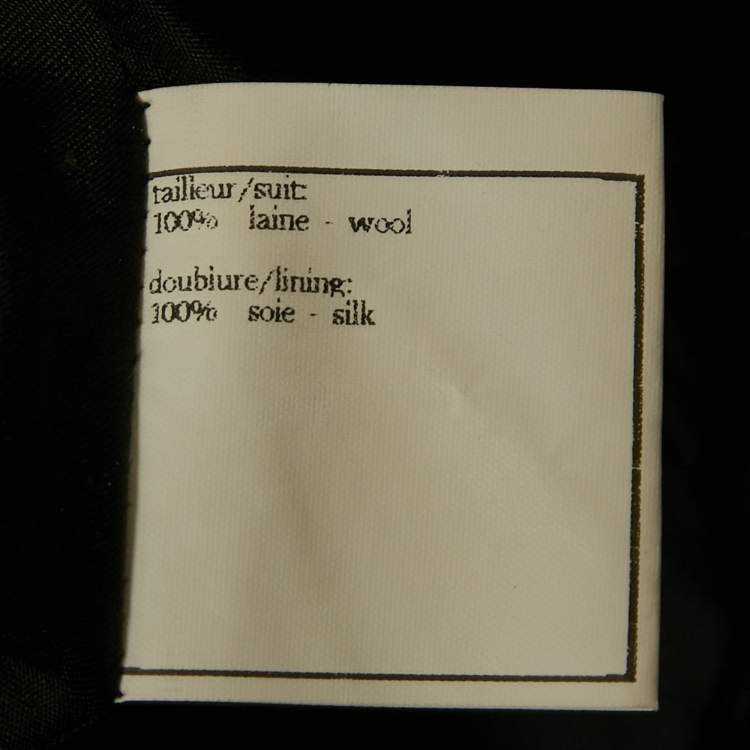 tailleur/suit:
100% laine - wool
doublure/lining:
100% soie - silk